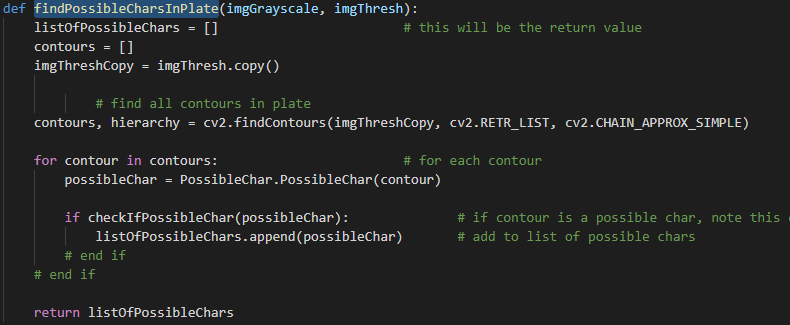 def findPossibleCharsInPlate(imgGrayscale, imgThresh):
    listOfPossibleChars = []                        # this will be the return value
    contours = []
    imgThreshCopy = imgThresh.copy()
            # find all contours in plate
    contours, hierarchy = cv2.findContours(imgThreshCopy, cv2.RETR_LIST, cv2.CHAIN_APPROX_SIMPLE)
    for contour in contours:                        # for each contour
        possibleChar = PossibleChar.PossibleChar(contour)
        if checkIfPossibleChar(possibleChar):              # if contour is a possible char, note this
            listOfPossibleChars.append(possibleChar)       # add to list of possible chars
        # end if
    # end if
    return listOfPossibleChars